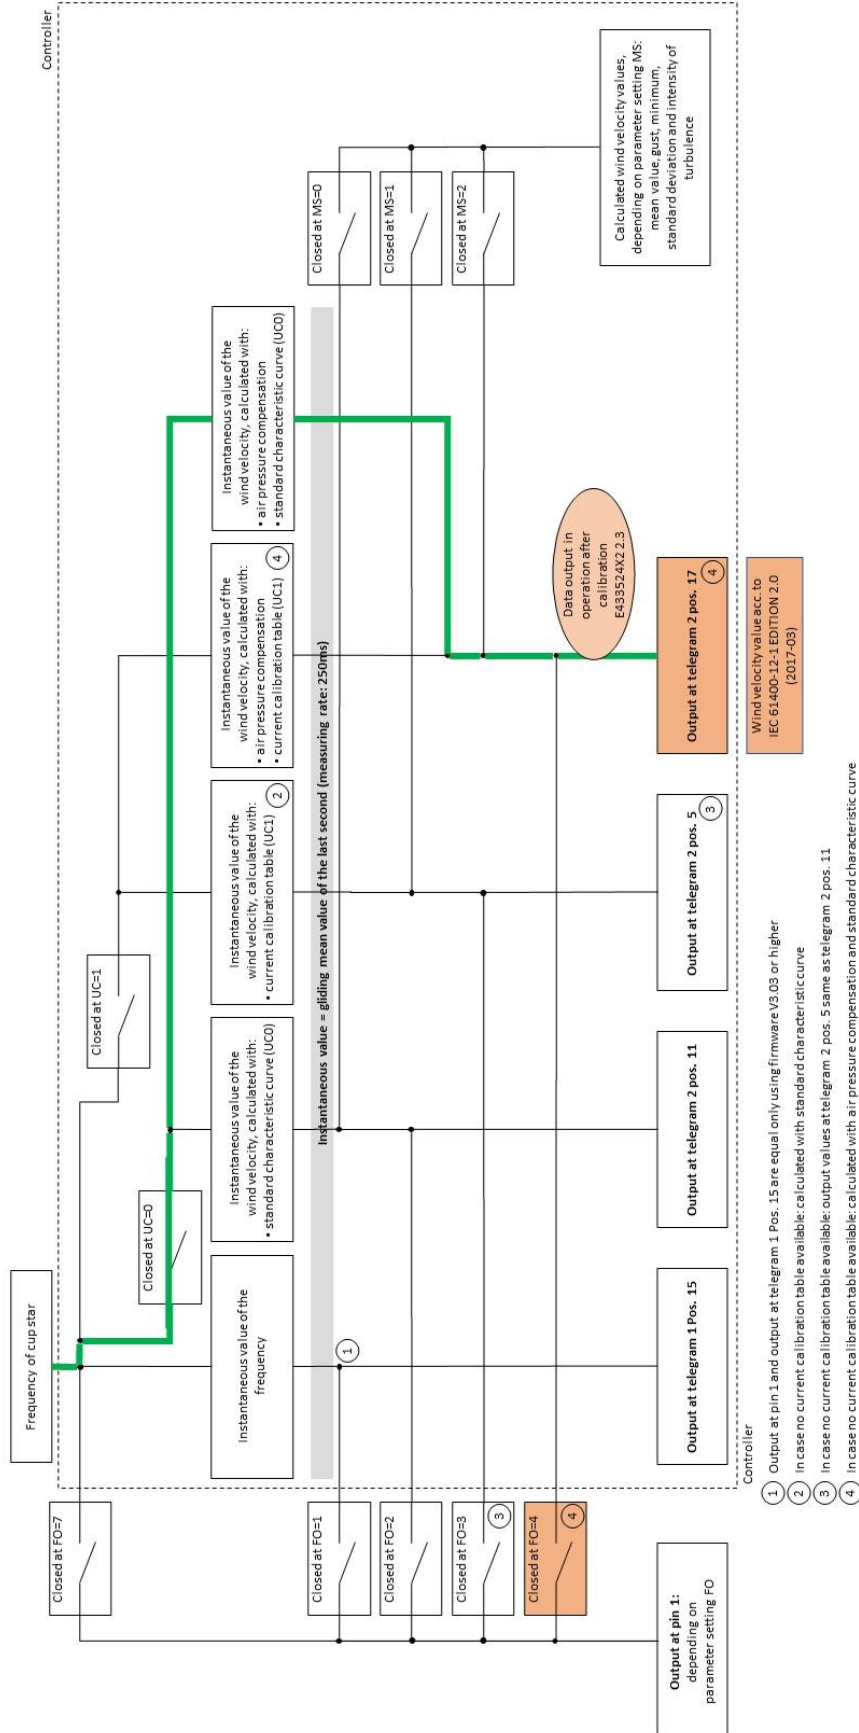 Controller
Frequency of cup star
Closed at FO=7
Closed at UC=0
Closed at UC=1
Instantaneous value of the
frequency
Instantaneous value of the
wind velocity, calculated with:
• standard characteristic curve (UC0)
Instantaneous value of the
wind velocity, calculated with:
• current calibration table (UC1)
2
Instantaneous value of the
wind velocity, calculated with:
• air pressure compensation
• current calibration table (UC1)
4
Instantaneous value of the
wind velocity, calculated with:
• air pressure compensation
• standard characteristic curve (UC0)
Instantaneous value = gliding mean value of the last second (measuring rate: 250ms)
Closed at FO=1
1
Closed at MS=0
Closed at FO=2
Closed at MS=1
Closed at FO=3
3
Closed at MS=2
Closed at FO=4
4
Data output in
operation after
calibration
E433524X2 2.3
Calculated wind velocity values,
depending on parameter setting MS:
mean value, gust, minimum,
standard deviation and intensity of
turbulence
Output at pin 1:
depending on
parameter setting FO
Output at telegram 1 Pos. 15
Output at telegram 2 pos. 11
Output at telegram 2 pos. 5
3
Output at telegram 2 pos. 17
4
Controller
Wind velocity value acc. to
IEC 61400-12-1 EDITION 2.0
(2017-03)
1 Output at pin 1 and output at telegram 1 Pos. 15 are equal only using firmware V3.03 or higher
2 In case no current calibration table available: calculated with standard characteristic curve
3 In case no current calibration table available: output values at telegram 2 pos. 5 same as telegram 2 pos. 11
4 In case no current calibration table available: calculated with air pressure compensation and standard characteristic curve